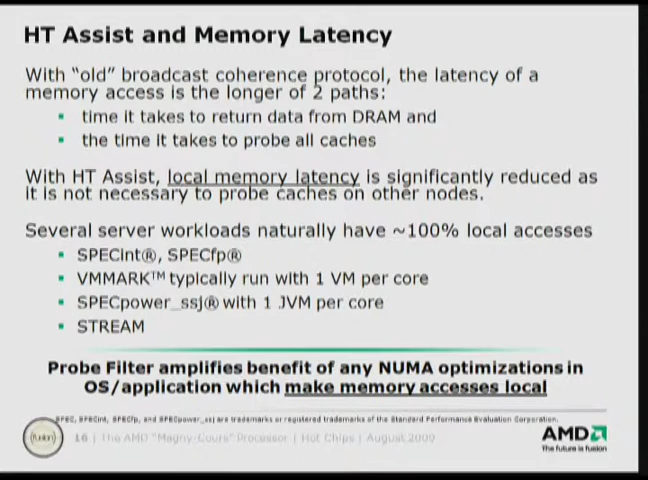 HT Assist and Memory Latency
With “old” broadcast coherence protocol, the latency of a
memory access is the longer of 2 paths:
▪ time it takes to return data from DRAM and
▪ the time it takes to probe all caches
With HT Assist, local memory latency is significantly reduced as
it is not necessary to probe caches on other nodes.
Several server workloads naturally have ~100% local accesses
▪ SPECint®, SPECfp®
▪ VMMARK™ typically run with 1 VM per core
▪ SPECpower_ssj® with 1 JVM per core
▪ STREAM
Probe Filter amplifies benefit of any NUMA optimizations in
OS/application which make memory accesses local
SPEC, SPECint, SPECfp, and SPECpower_ssj are trademarks or registered trademarks of the Standard Performance Evaluation Corporation.
16 | The AMD "Magny-Cours" Processor | Hot Chips | August 2009
AMD
The future is fusion